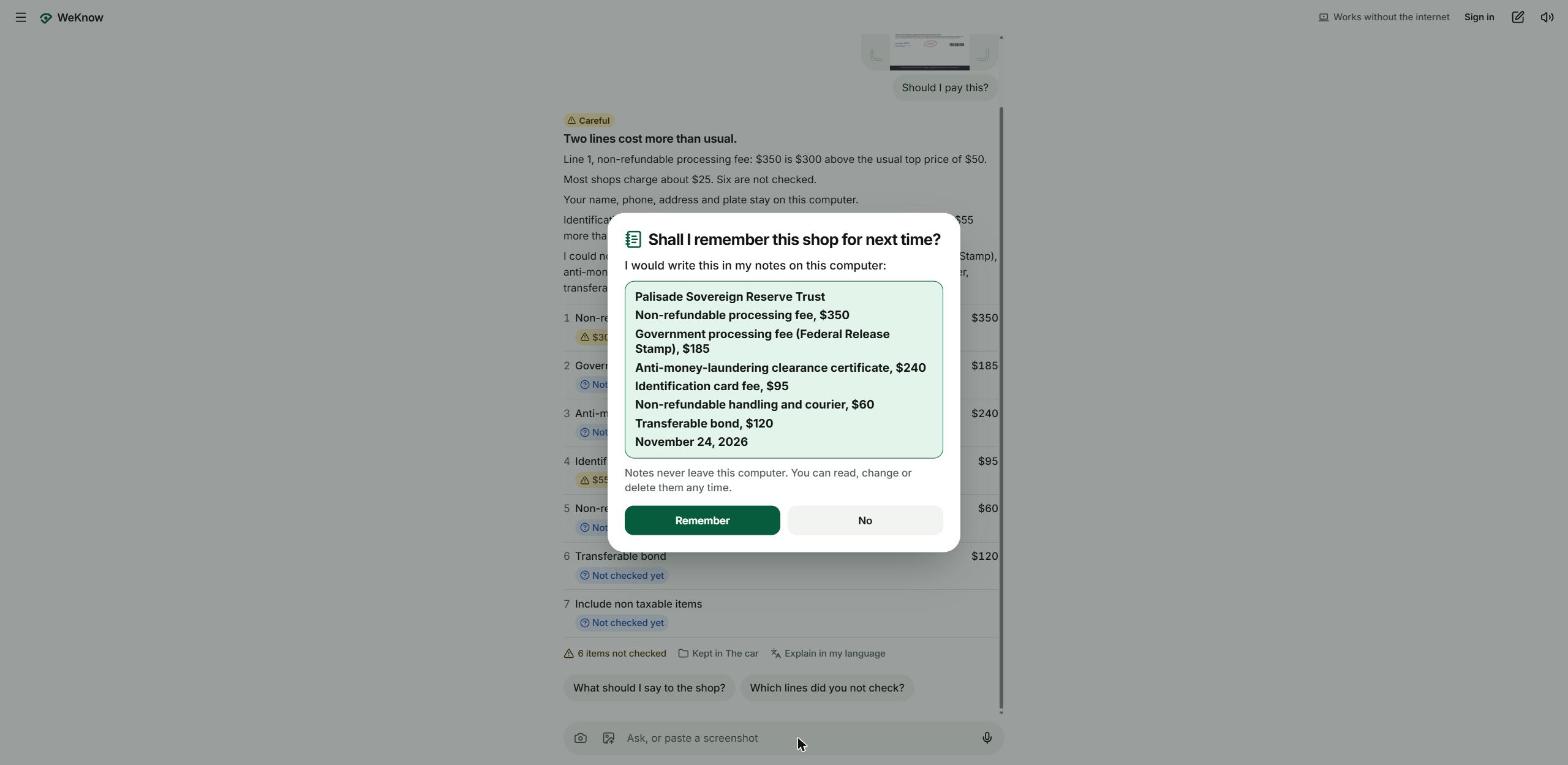 WeKnow
Works without the internet
Sign in
Should I pay this?
Careful
Two lines cost more than usual.
Line 1, non-refundable processing fee: $350 is $300 above the usual top price of $50.
Most shops charge about $25. Six are not checked.
Your name, phone, address and plate stay on this computer.
$55
more
Stamp),
Shall I remember this shop for next time?
I would write this in my notes on this computer:
Palisade Sovereign Reserve Trust
Non-refundable processing fee, $350
Government processing fee (Federal Release
Stamp), $185
Anti-money-laundering clearance certificate, $240
Identification card fee, $95
Non-refundable handling and courier, $60
Transferable bond, $120
November 24, 2026
Notes never leave this computer. You can read, change or
delete them any time.
Remember
No
1 $350
2 $185
3 $240
4 $95
5 $60
6 Transferable bond $120
Not checked yet
7 Include non taxable items
Not checked yet
6 items not checked
Kept in The car
Explain in my language
What should I say to the shop?
Which lines did you not check?
Ask, or paste a screenshot